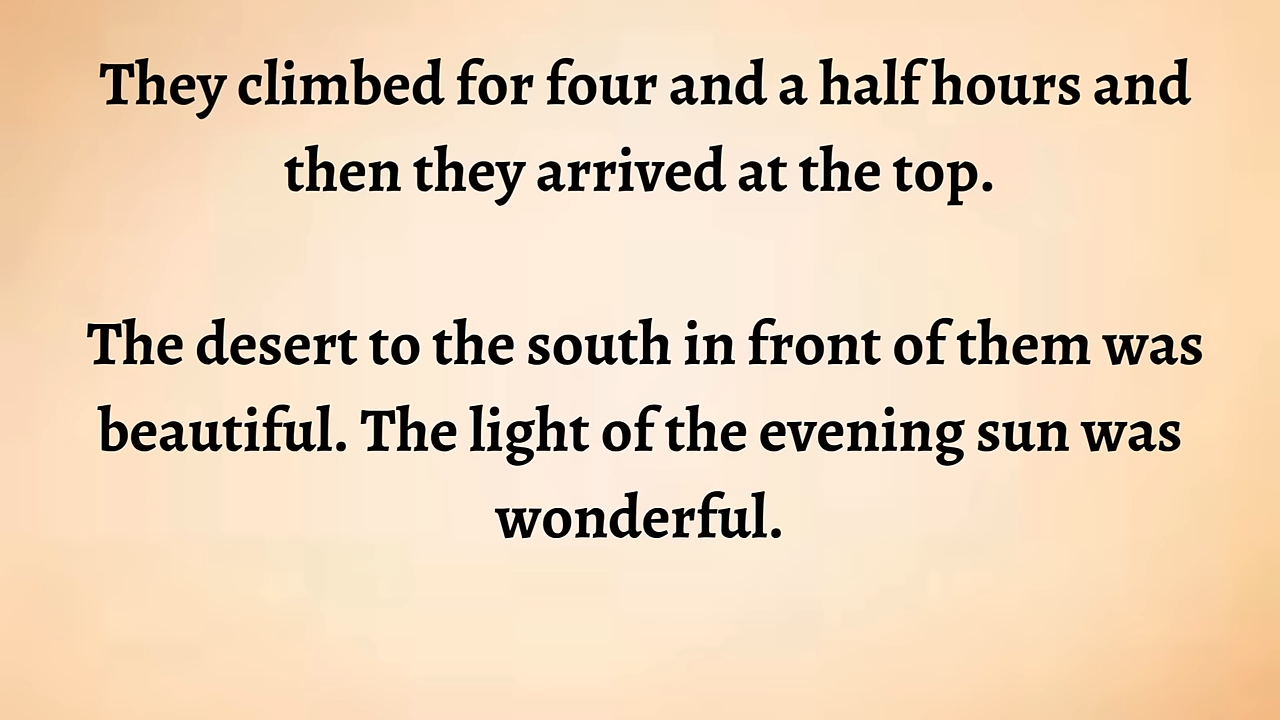 They climbed for four and a half hours and
then they arrived at the top.
The desert to the south in front of them was
beautiful. The light of the evening sun was
wonderful.